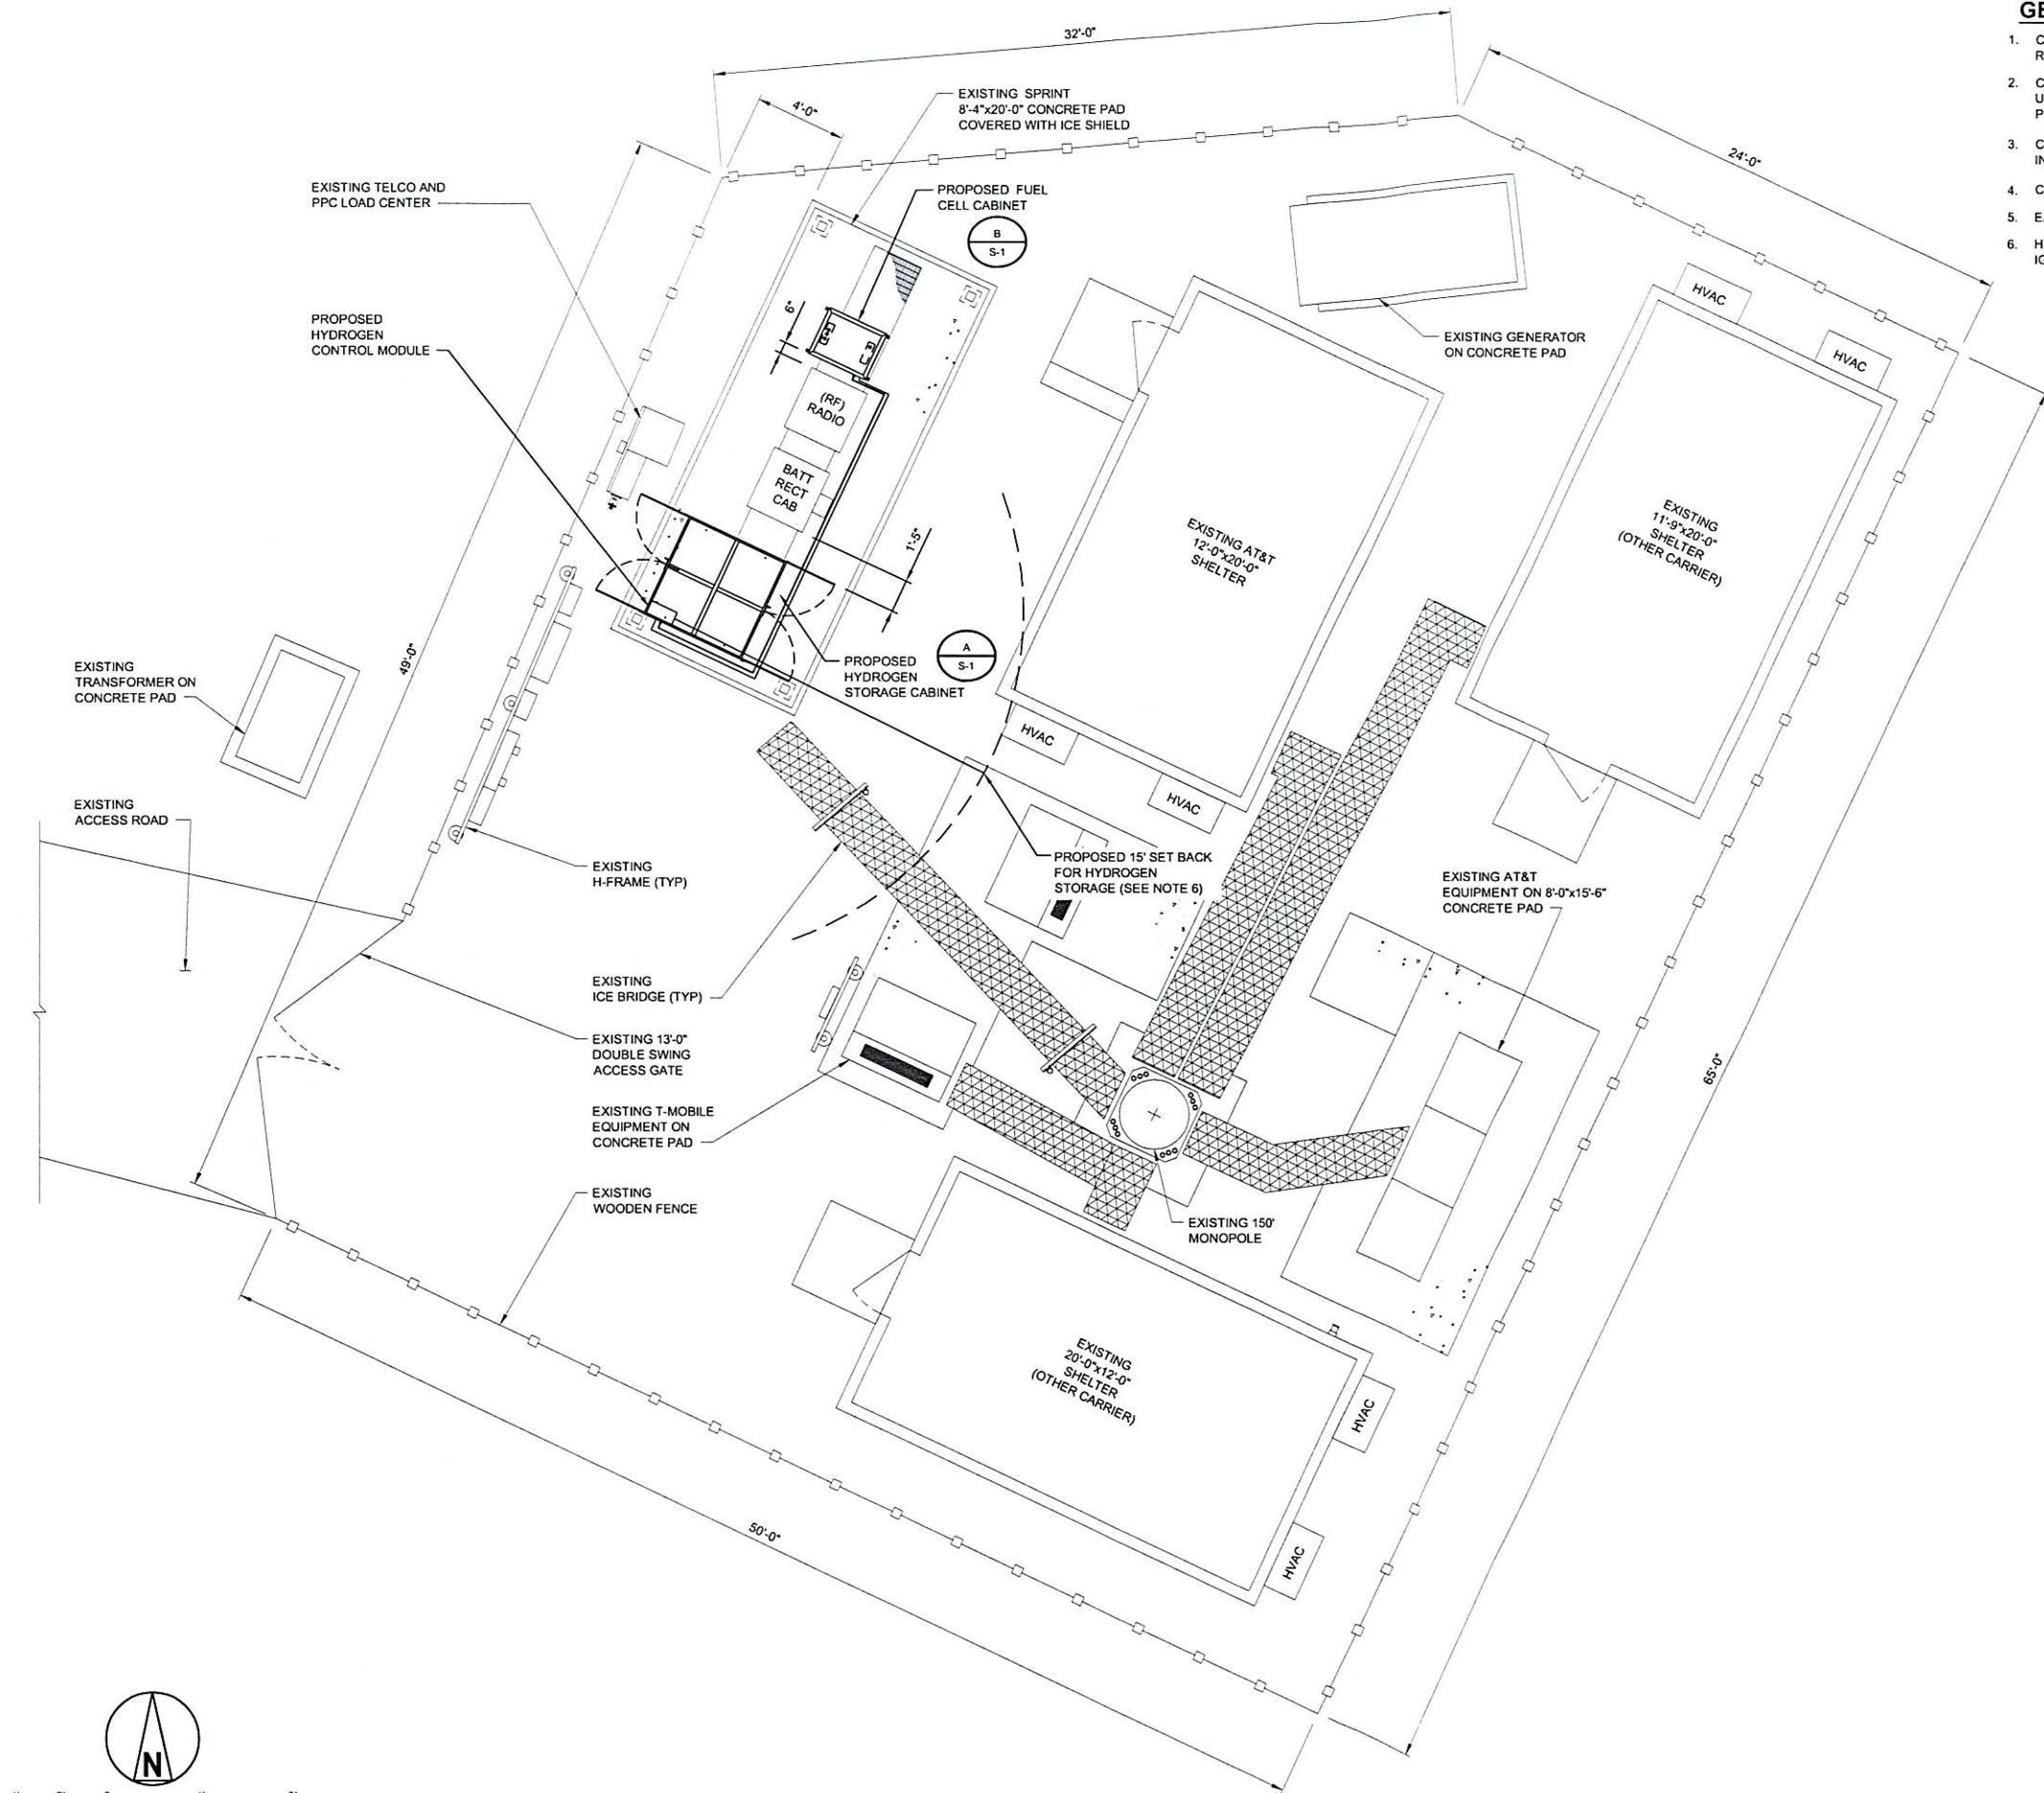 32'-0"
4'-0"
EXISTING SPRINT
8'-4"x20'-0" CONCRETE PAD
COVERED WITH ICE SHIELD
24'-0"
1.
2.
3.
4.
5.
6.
EXISTING TELCO AND
PPC LOAD CENTER
PROPOSED FUEL
CELL CABINET
B
S-1
PROPOSED
HYDROGEN
CONTROL MODULE
6"
HVAC
HVAC
EXISTING GENERATOR
ON CONCRETE PAD
(RF)
RADIO
BATT
RECT
CAB
1'-5"
EXISTING AT&T
12'-0"x20'-0"
SHELTER
EXISTING
11'-9"x20'-0"
SHELTER
(OTHER CARRIER)
49'-0"
EXISTING
TRANSFORMER ON
CONCRETE PAD
PROPOSED
HYDROGEN
STORAGE CABINET
A
S-1
HVAC
HVAC
EXISTING
ACCESS ROAD
EXISTING
H-FRAME (TYP)
PROPOSED 15' SET BACK
FOR HYDROGEN
STORAGE (SEE NOTE 6)
EXISTING AT&T
EQUIPMENT ON 8'-0"x15'-6"
CONCRETE PAD
EXISTING
ICE BRIDGE (TYP)
EXISTING 13'-0"
DOUBLE SWING
ACCESS GATE
65'-0"
EXISTING T-MOBILE
EQUIPMENT ON
CONCRETE PAD
EXISTING
WOODEN FENCE
EXISTING 150'
MONOPOLE
EXISTING
20'-0"x12'-0"
SHELTER
(OTHER CARRIER)
HVAC
HVAC
50'-0"
N